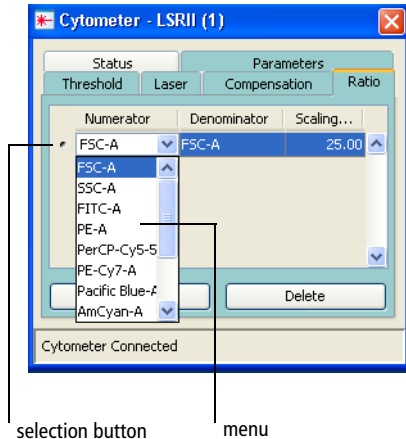 Cytometer - LSRII (1)
Status Parameters
Threshold Laser Compensation Ratio
Numerator Denominator Scaling...
FSC-A FSC-A 25.00
FSC-A
SSC-A
FITC-A
PE-A
PerCP-Cy5-5
PE-Cy7-A
Pacific Blue-A
AmCyan-A
Delete
Cytometer Connected
selection button menu